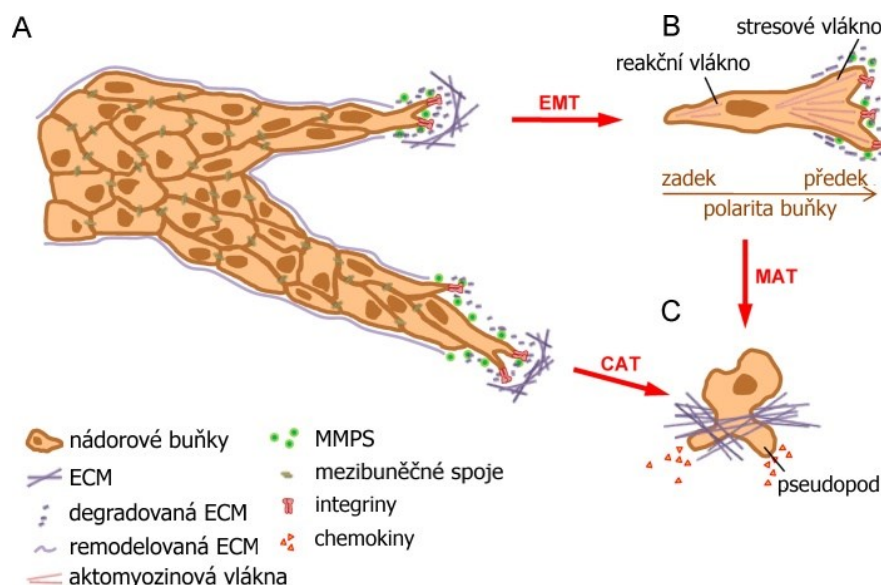 A
B
stresové vlákno
reakční vlákno
EMT
zadek
předek
polarita buňky
MAT
C
CAT
pseudopod
nádorové buňky
ECM
degradovaná ECM
remodelovaná ECM
aktomyozinová vlákna
MMPS
mezibuněčné spoje
integriny
chemokiny